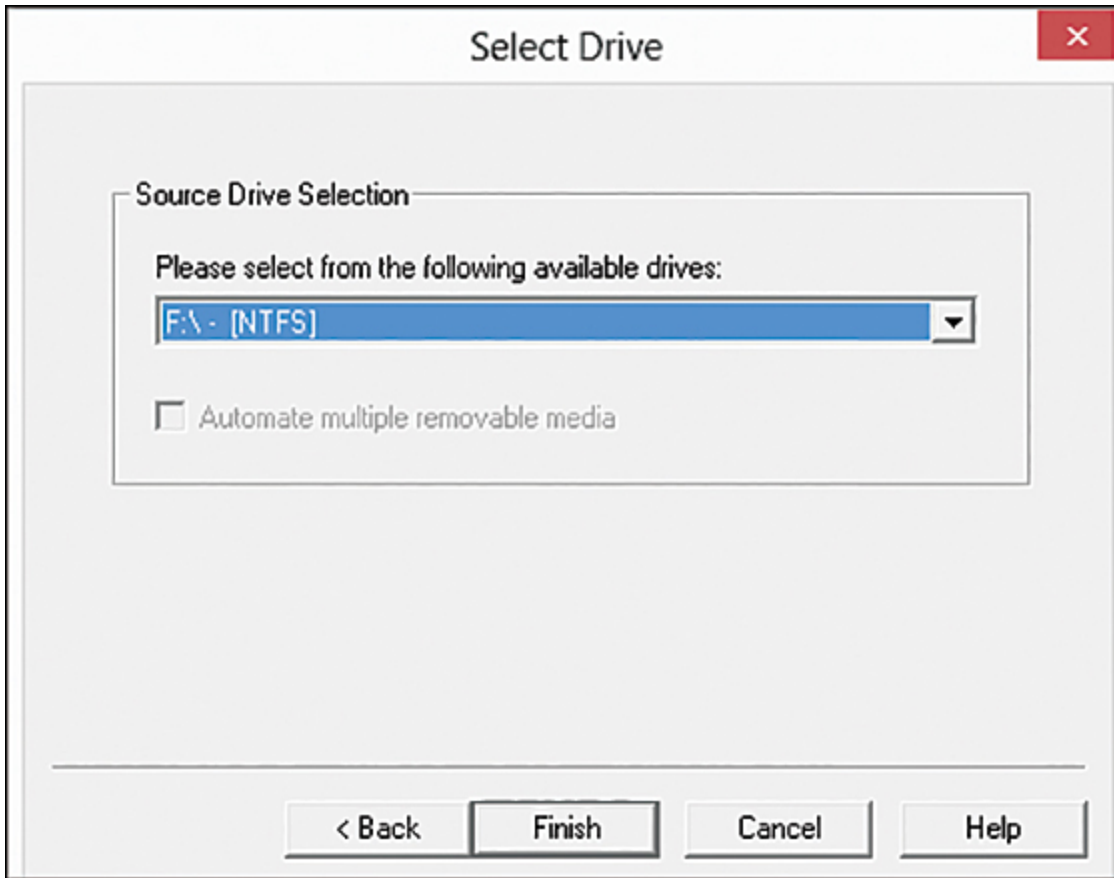 Select Drive
Source Drive Selection
Please select from the following available drives:
F:\ - [NTFS]
Automate multiple removable media
< Back Finish Cancel Help